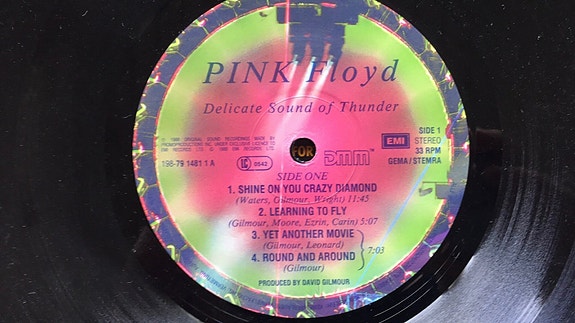 PINK Floyd
Delicate Sound of Thunder
SIDE 1
STEREO
33 RPM
GEMA/STEMRA
EMI
LC 0542
DMM
FOR
198-79 1481 1 A
SIDE ONE
1. SHINE ON YOU CRAZY DIAMOND
(Waters, Gilmour, Wright) 11:45
2. LEARNING TO FLY
(Gilmour, Moore, Ezrin, Carin) 5:07
3. YET ANOTHER MOVIE
(Gilmour, Leonard)
4. ROUND AND AROUND
(Gilmour)
7:03
PRODUCED BY DAVID GILMOUR